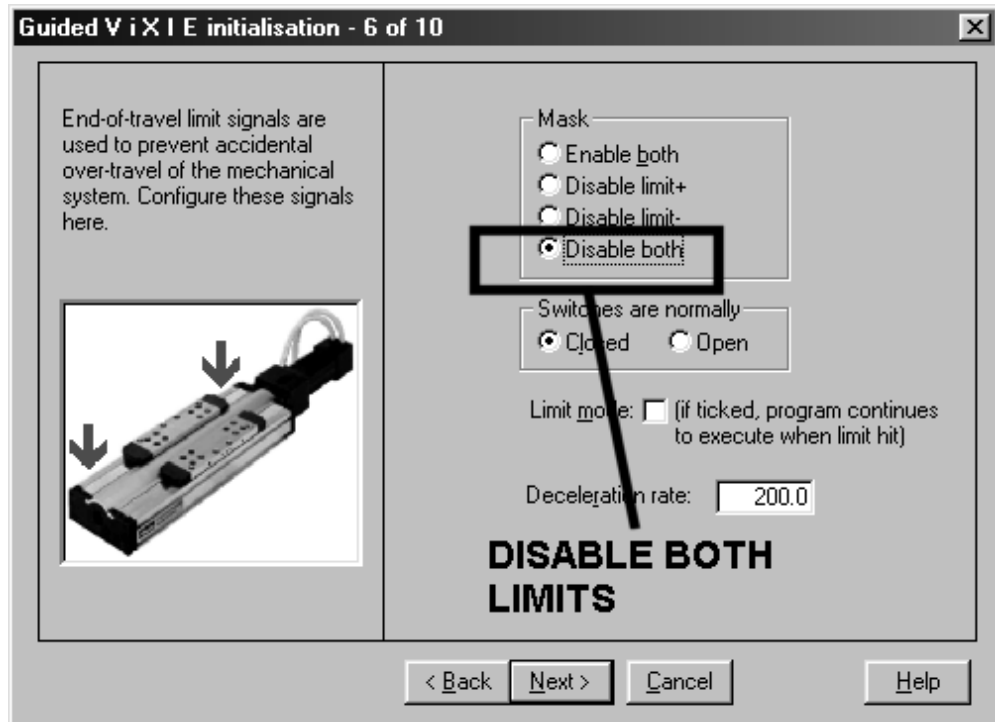 Guided V i X I E initialisation - 6 of 10
End-of-travel limit signals are
used to prevent accidental
over-travel of the mechanical
system. Configure these signals
here.
Mask
Enable both
Disable limit+
Disable limit-
Disable both
Switches are normally
Closed Open
Limit mode: (if ticked, program continues
to execute when limit hit)
Deceleration rate: 200.0
DISABLE BOTH
LIMITS
< Back Next > Cancel Help